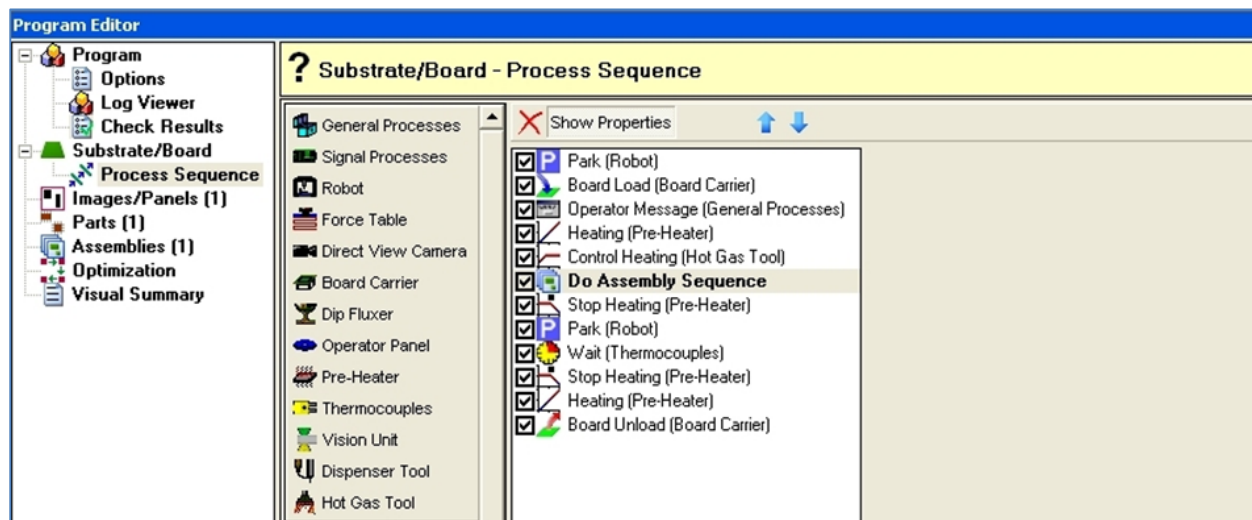 Program Editor
Program
Options
Log Viewer
Check Results
Substrate/Board
Process Sequence
Images/Panels (1)
Parts (1)
Assemblies (1)
Optimization
Visual Summary
? Substrate/Board - Process Sequence
General Processes
Signal Processes
Robot
Force Table
Direct View Camera
Board Carrier
Dip Fluxer
Operator Panel
Pre-Heater
Thermocouples
Vision Unit
Dispenser Tool
Hot Gas Tool
Show Properties
P Park (Robot)
Board Load (Board Carrier)
Operator Message (General Processes)
Heating (Pre-Heater)
Control Heating (Hot Gas Tool)
Do Assembly Sequence
Stop Heating (Pre-Heater)
P Park (Robot)
Wait (Thermocouples)
Stop Heating (Pre-Heater)
Heating (Pre-Heater)
Board Unload (Board Carrier)